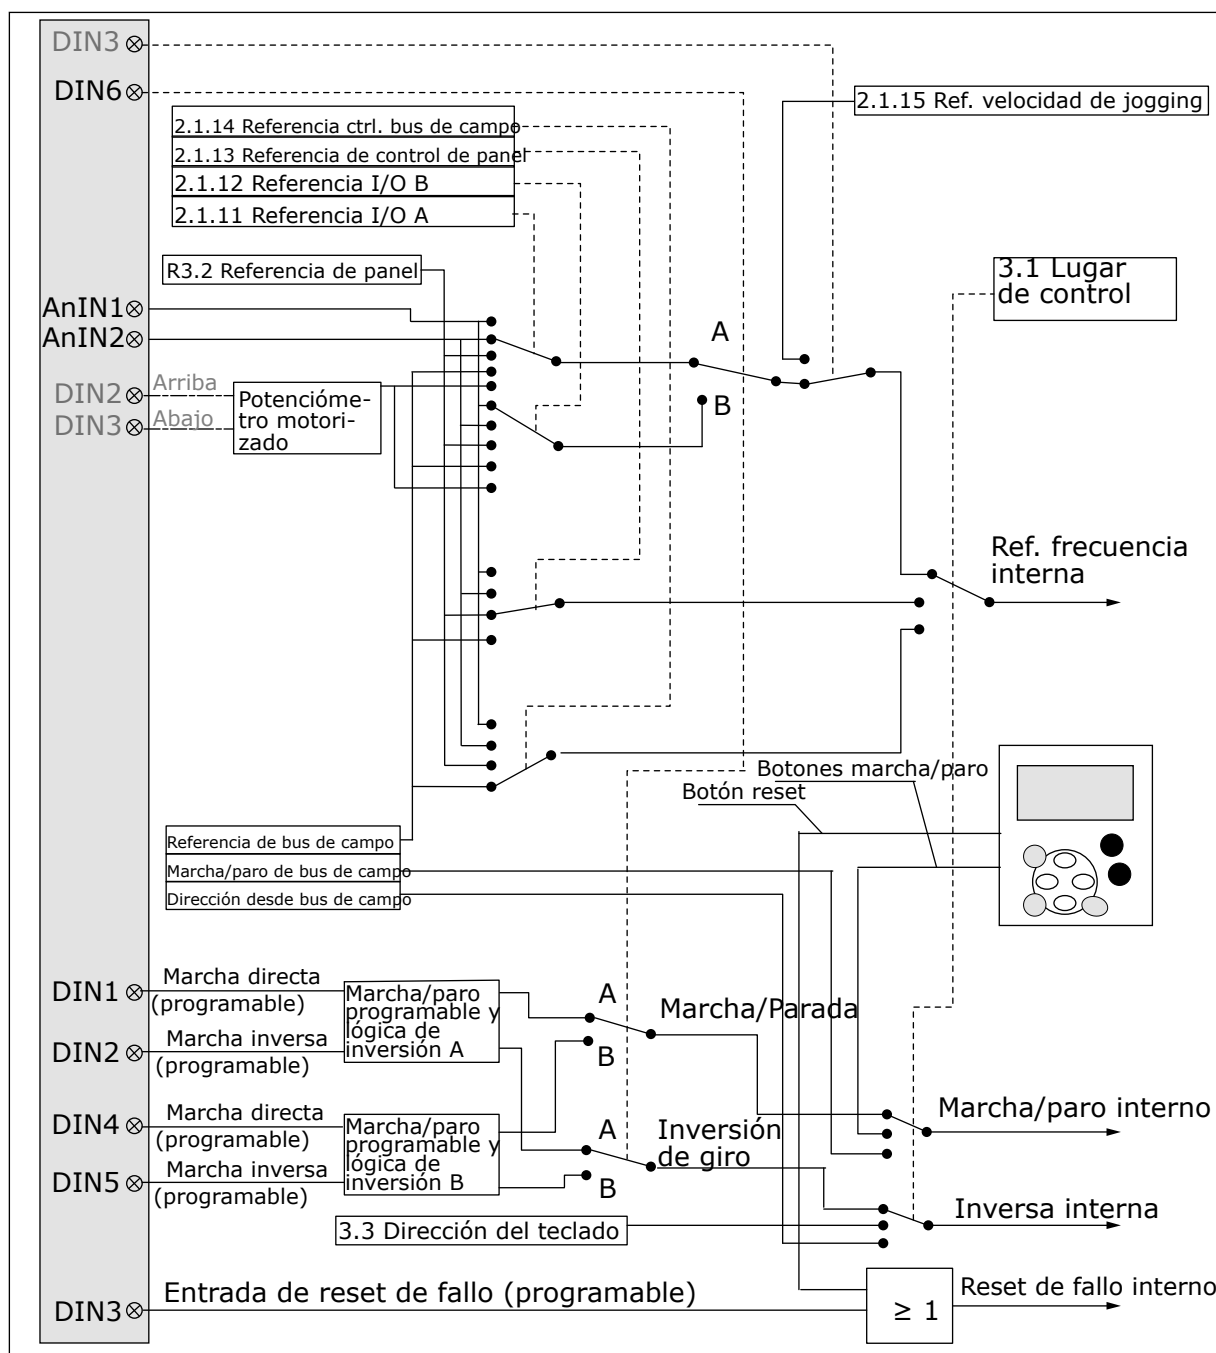 DIN3
DIN6
2.1.15 Ref. velocidad de jogging
2.1.14 Referencia ctrl. bus de campo
2.1.13 Referencia de control de panel
2.1.12 Referencia I/O B
2.1.11 Referencia I/O A
R3.2 Referencia de panel
3.1 Lugar
de control
AnIN1
AnIN2
A
B
DIN2
Arriba
DIN3
Abajo
Potencióme-
tro motori-
zado
Ref. frecuencia
interna
Botones marcha/paro
Botón reset
Referencia de bus de campo
Marcha/paro de bus de campo
Dirección desde bus de campo
DIN1
Marcha directa
(programable)
DIN2
Marcha inversa
(programable)
Marcha/paro
programable y
lógica de
inversión A
A
B
Marcha/Parada
DIN4
Marcha directa
(programable)
DIN5
Marcha inversa
(programable)
Marcha/paro
programable y
lógica de
inversión B
A
B
Inversión
de giro
Marcha/paro interno
3.3 Dirección del teclado
Inversa interna
DIN3
Entrada de reset de fallo (programable)
≥ 1
Reset de fallo interno